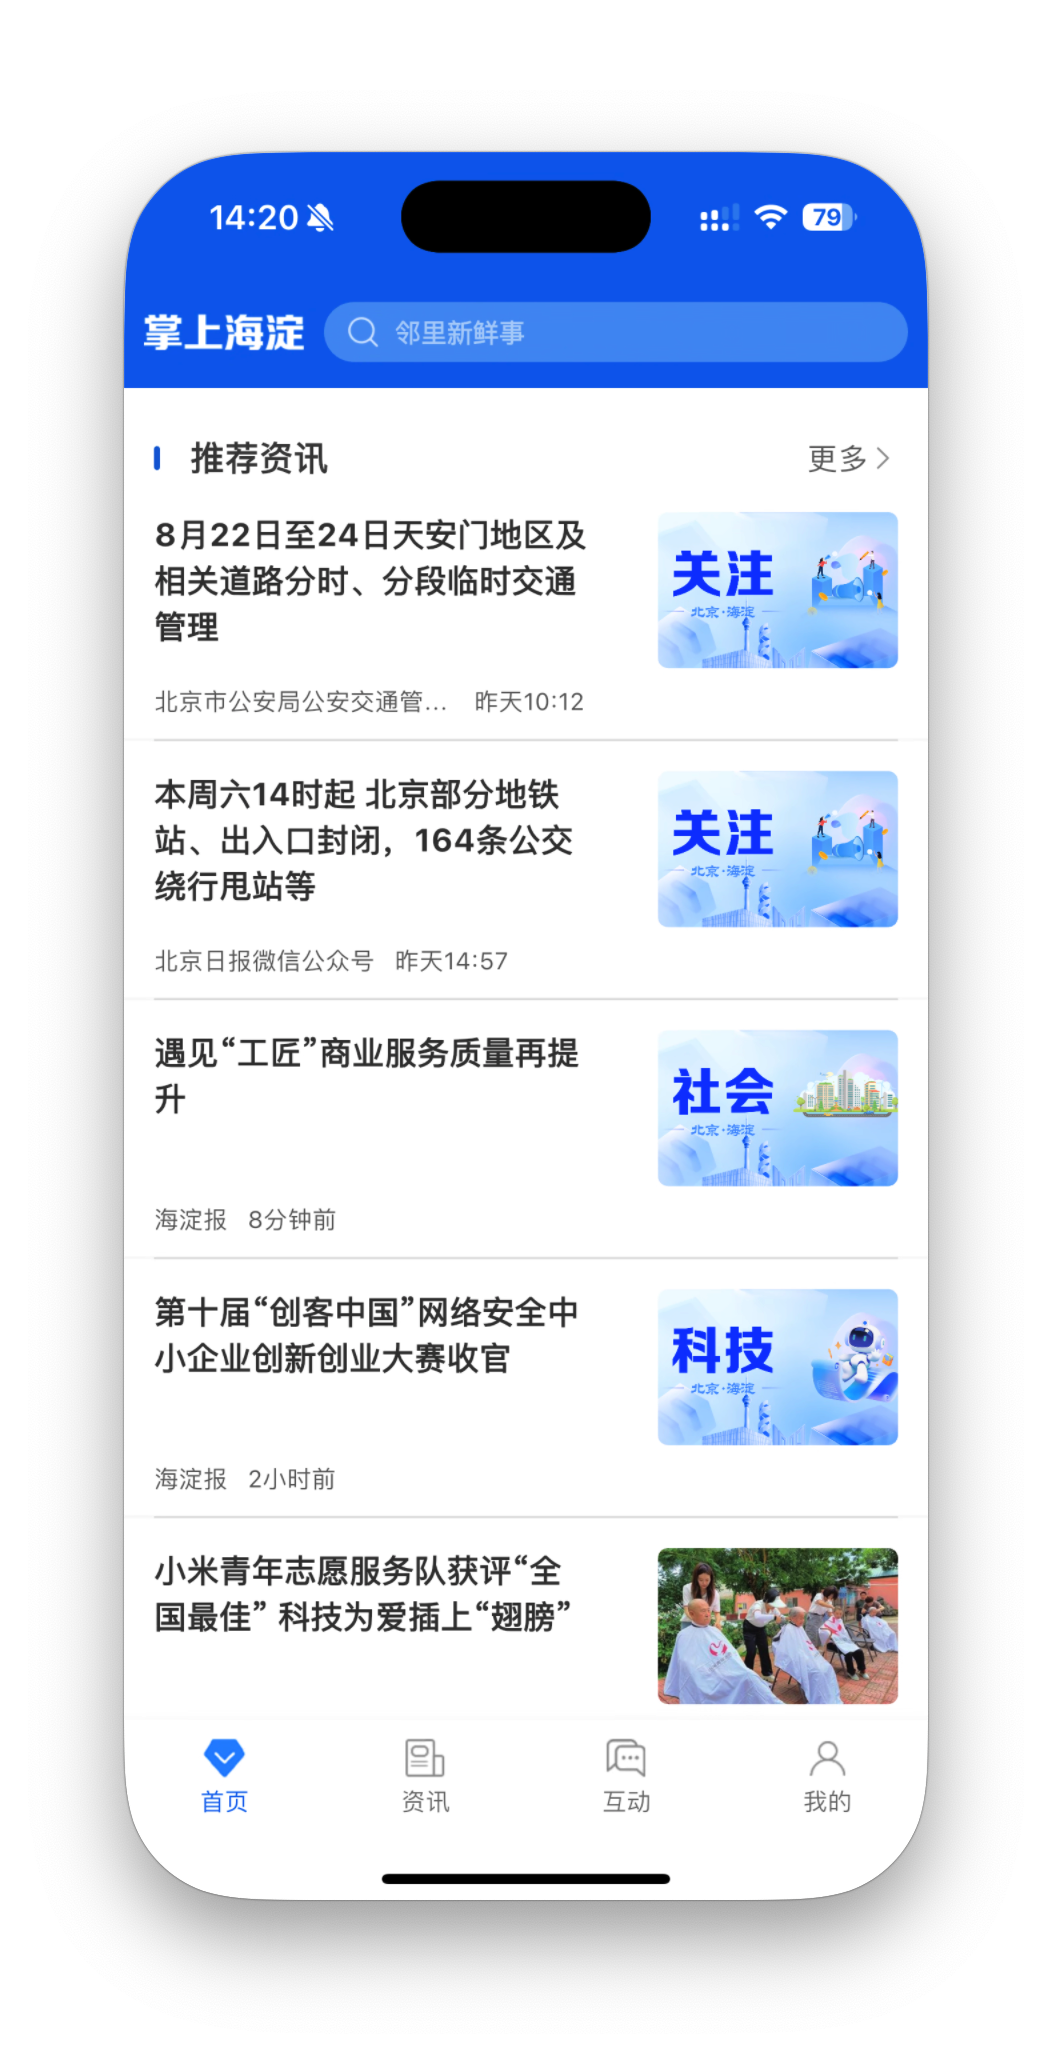 14:20
79
掌上海淀
邻里新鲜事
推荐资讯
更多
8月22日至24日天安门地区及
相关道路分时、分段临时交通
管理
关注
北京·海淀
北京市公安局公安交通管... 昨天10:12
本周六14时起 北京部分地铁
站、出入口封闭，164条公交
绕行甩站等
关注
北京·海淀
北京日报微信公众号 昨天14:57
遇见“工匠”商业服务质量再提
升
社会
北京·海淀
海淀报 8分钟前
第十届“创客中国”网络安全中
小企业创新创业大赛收官
科技
北京·海淀
海淀报 2小时前
小米青年志愿服务队获评“全
国最佳” 科技为爱插上“翅膀”
首页
资讯
互动
我的